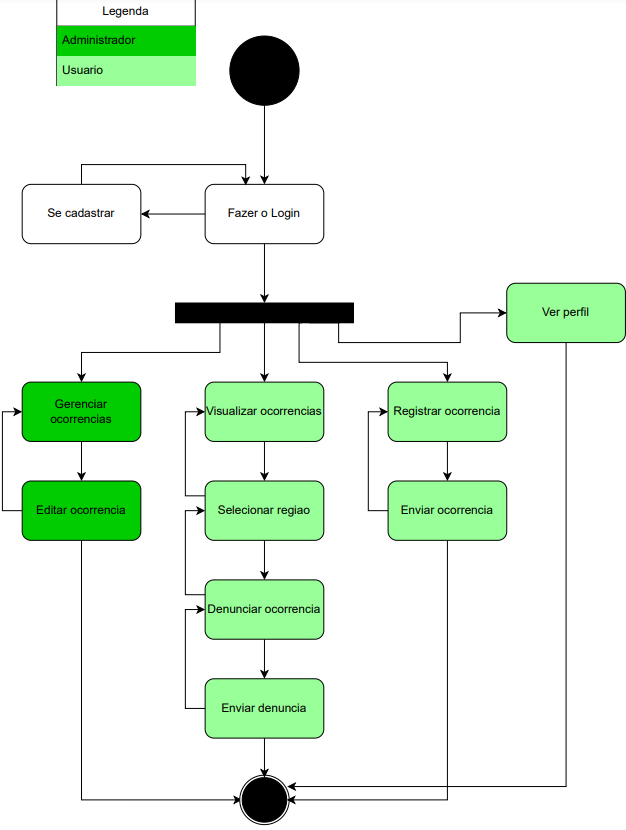 Legenda
Administrador
Usuario
Se cadastrar
Fazer o Login
Ver perfil
Gerenciar
ocorrencias
Visualizar ocorrencias
Registrar ocorrencia
Editar ocorrencia
Selecionar regiao
Enviar ocorrencia
Denunciar ocorrencia
Enviar denuncia